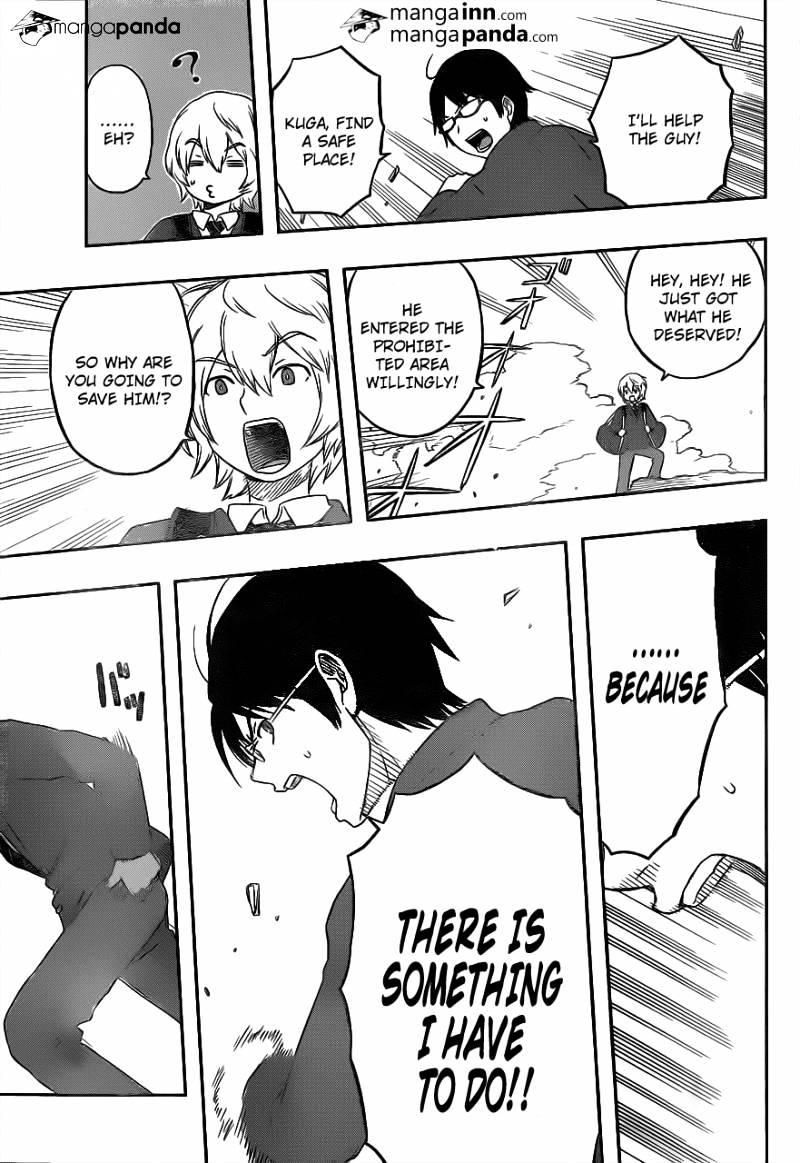 mangapanda
mangainn.com
mangapanda.com
I'LL HELP
THE GUY!
KUGA, FIND
A SAFE
PLACE!
?
......
EH?
HEY, HEY! HE
JUST GOT
WHAT HE
DESERVED!
HE
ENTERED THE
PROHIBI-
TED AREA
WILLINGLY!
SO WHY ARE
YOU GOING TO
SAVE HIM!?
......
BECAUSE
THERE IS
SOMETHING
I HAVE
TO DO!!
バッ